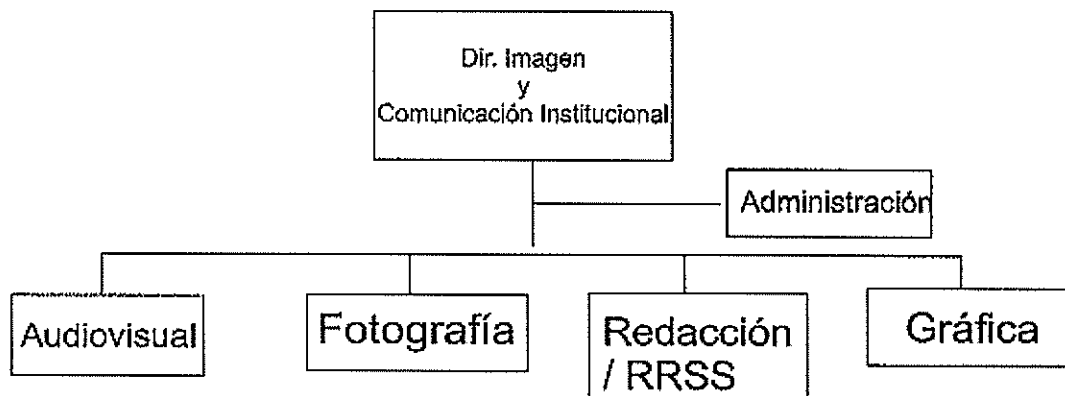 Dir. Imagen
y
Comunicación Institucional
Administración
Audiovisual
Fotografía
Redacción
/ RRSS
Gráfica